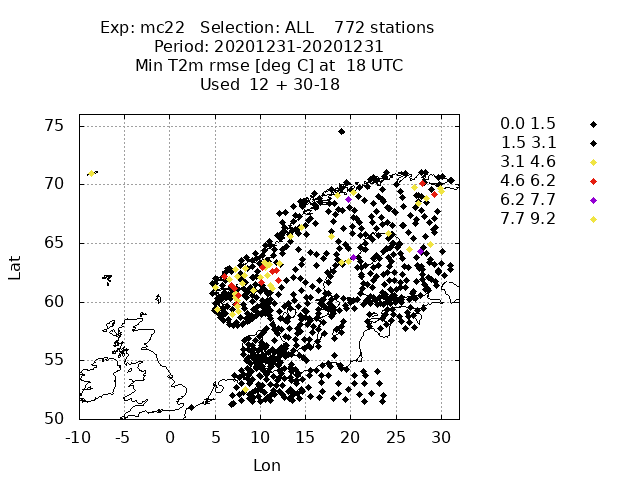 Exp: mc22 Selection: ALL 772 stations
Period: 20201231-20201231
Min T2m rmse [deg C] at 18 UTC
Used 12 + 30-18
75
70
65
60
55
50
Lat
-10 -5 0 5 10 15 20 25 30
Lon
0.0 1.5
1.5 3.1
3.1 4.6
4.6 6.2
6.2 7.7
7.7 9.2